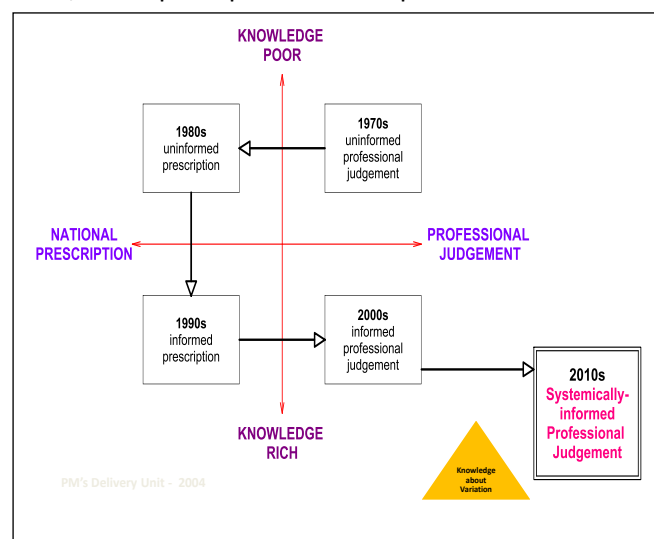 KNOWLEDGE
POOR
1980s
uninformed
prescription
1970s
uninformed
professional
judgement
NATIONAL
PRESCRIPTION
PROFESSIONAL
JUDGEMENT
1990s
informed
prescription
2000s
informed
professional
judgement
2010s
Systemically-
informed
Professional
Judgement
KNOWLEDGE
RICH
Knowledge
about
Variation
PM's Delivery Unit - 2004